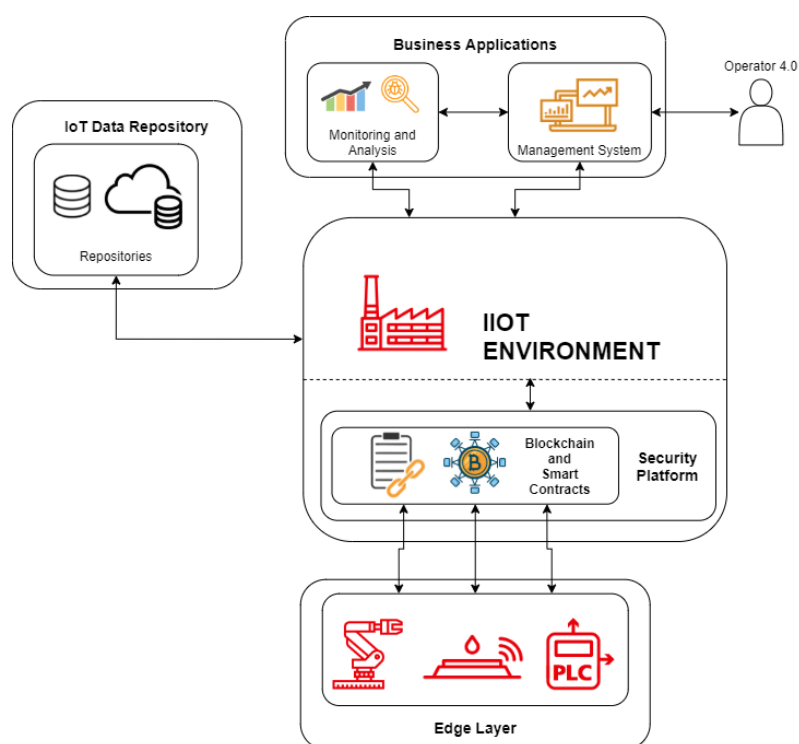 Business Applications
Operator 4.0
Monitoring and
Analysis
Management System
IoT Data Repository
Repositories
IIOT
ENVIRONMENT
Blockchain
and
Smart
Contracts
Security
Platform
B
PLC
Edge Layer